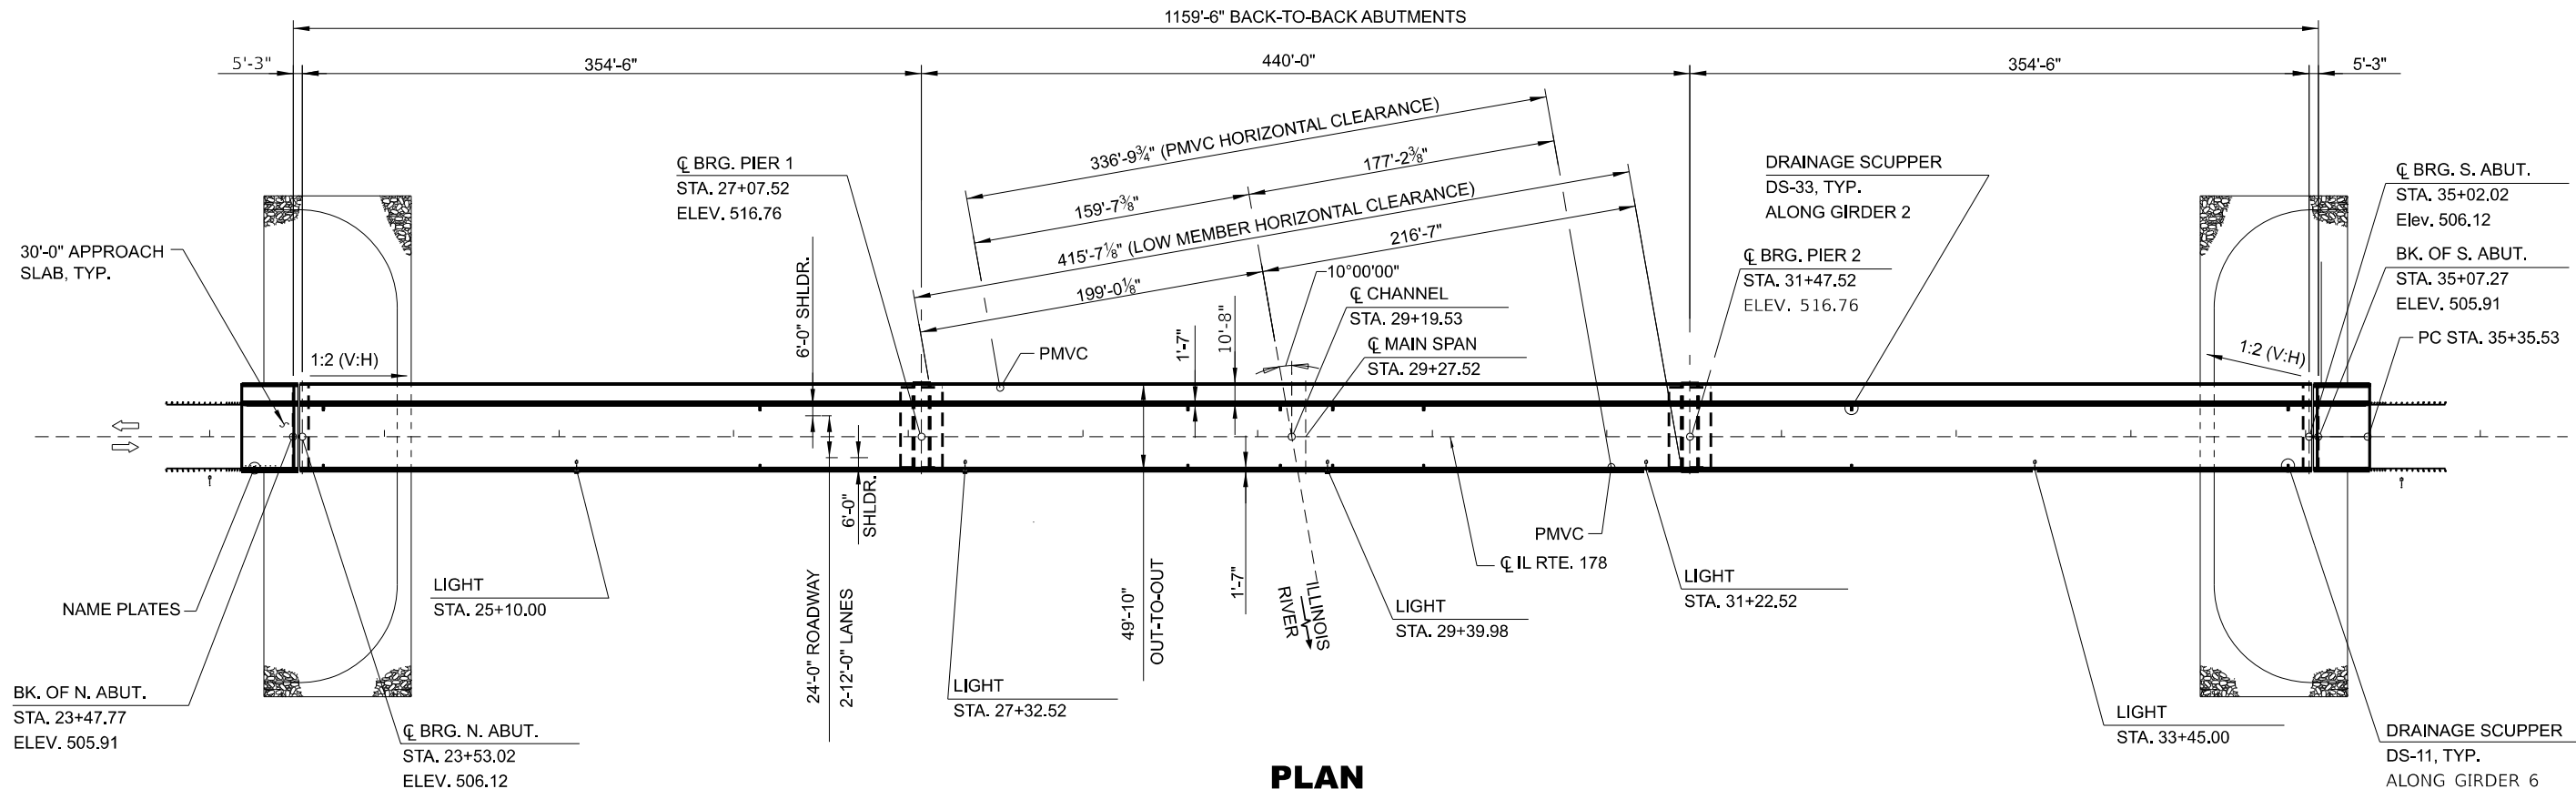 1159'-6" BACK-TO-BACK ABUTMENTS
5'-3"
354'-6"
440'-0"
354'-6"
5'-3"
336'-9¾" (PMVC HORIZONTAL CLEARANCE)
159'-7⅜"
177'-2⅜"
415'-7⅛" (LOW MEMBER HORIZONTAL CLEARANCE)
199'-0⅛"
216'-7"
℄ BRG. PIER 1
STA. 27+07.52
ELEV. 516.76
DRAINAGE SCUPPER
DS-33, TYP.
ALONG GIRDER 2
℄ BRG. S. ABUT.
STA. 35+02.02
Elev. 506.12
30'-0" APPROACH
SLAB, TYP.
℄ BRG. PIER 2
STA. 31+47.52
ELEV. 516.76
BK. OF S. ABUT.
STA. 35+07.27
ELEV. 505.91
PC STA. 35+35.53
10°00'00"
℄ CHANNEL
STA. 29+19.53
℄ MAIN SPAN
STA. 29+27.52
1:2 (V:H)
6'-0" SHLDR.
PMVC
1'-7"
10'-8"
1:2 (V:H)
6'-0"
SHLDR.
24'-0" ROADWAY
2-12'-0" LANES
49'-10"
OUT-TO-OUT
1'-7"
ILLINOIS
RIVER
PMVC
℄ IL RTE. 178
NAME PLATES
LIGHT
STA. 25+10.00
LIGHT
STA. 27+32.52
LIGHT
STA. 29+39.98
LIGHT
STA. 31+22.52
LIGHT
STA. 33+45.00
BK. OF N. ABUT.
STA. 23+47.77
ELEV. 505.91
℄ BRG. N. ABUT.
STA. 23+53.02
ELEV. 506.12
DRAINAGE SCUPPER
DS-11, TYP.
ALONG GIRDER 6
PLAN